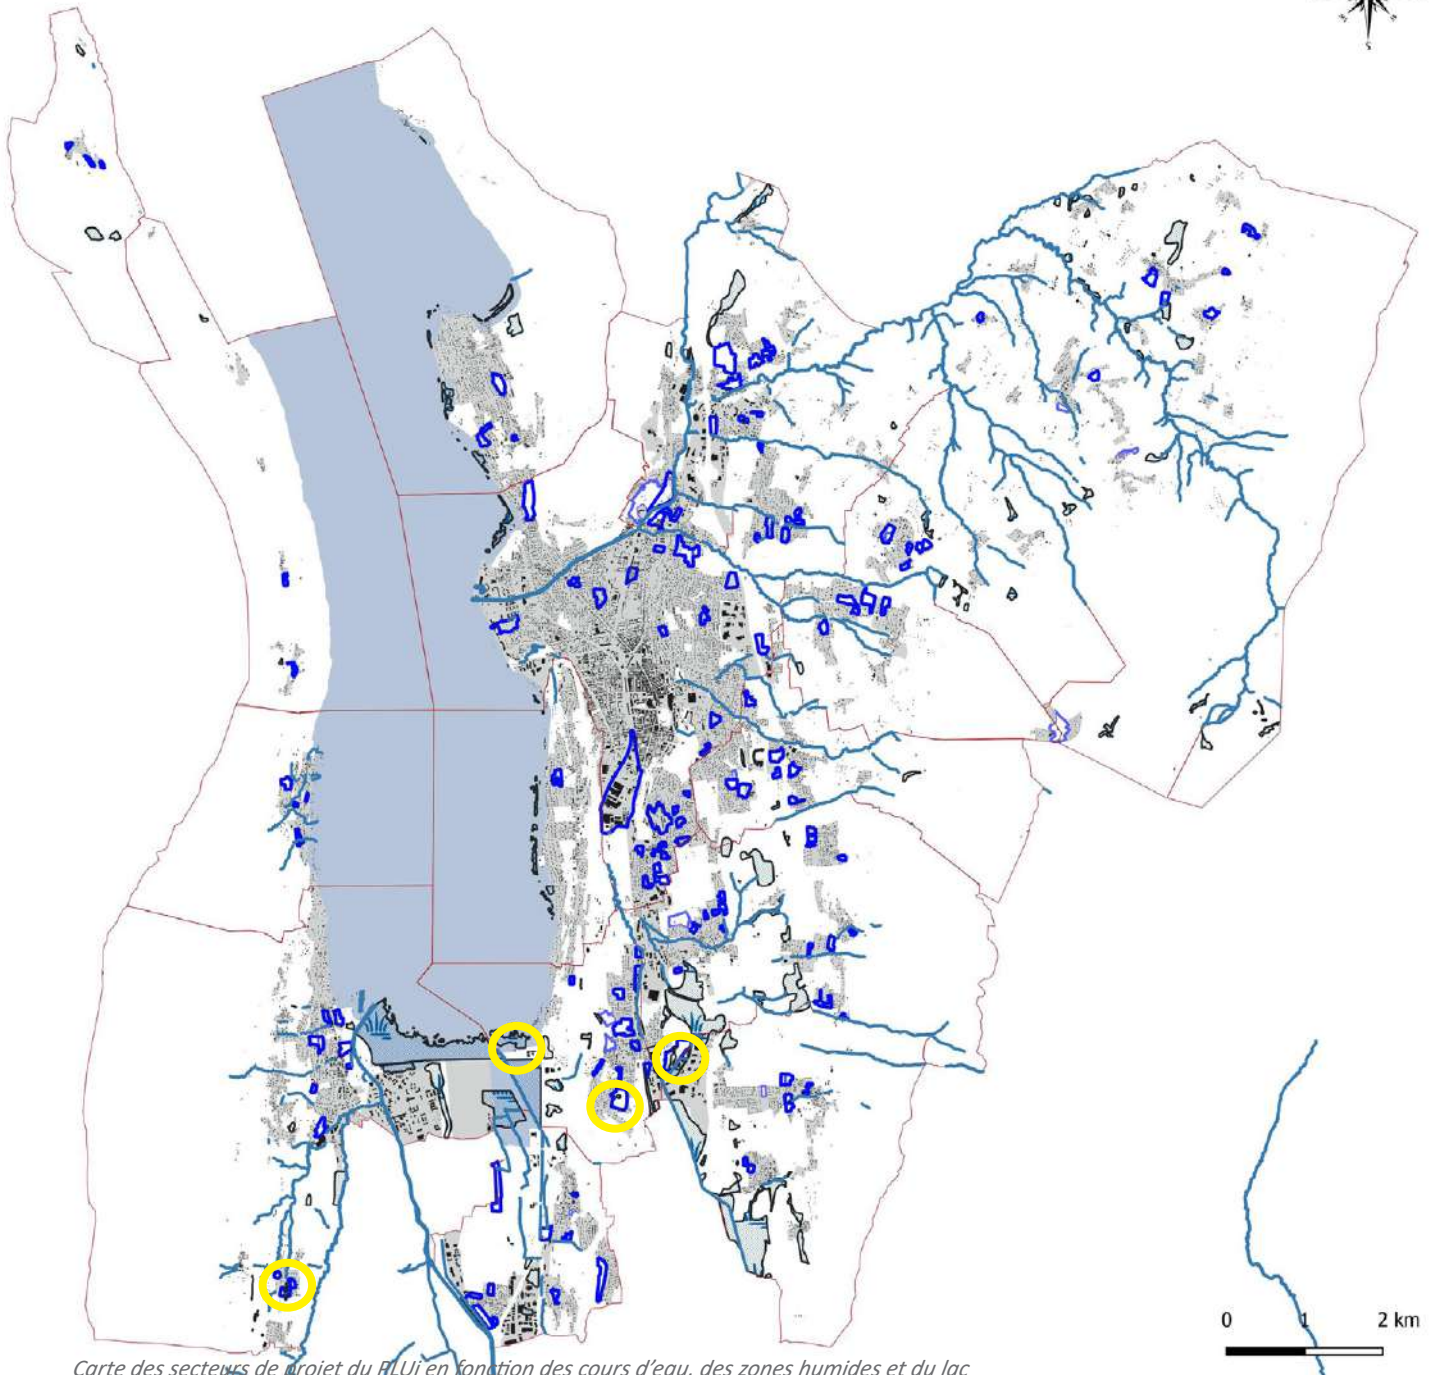 S
0 1 2 km
Carte des secteurs de projet du PLUi en fonction des cours d'eau, des zones humides et du lac